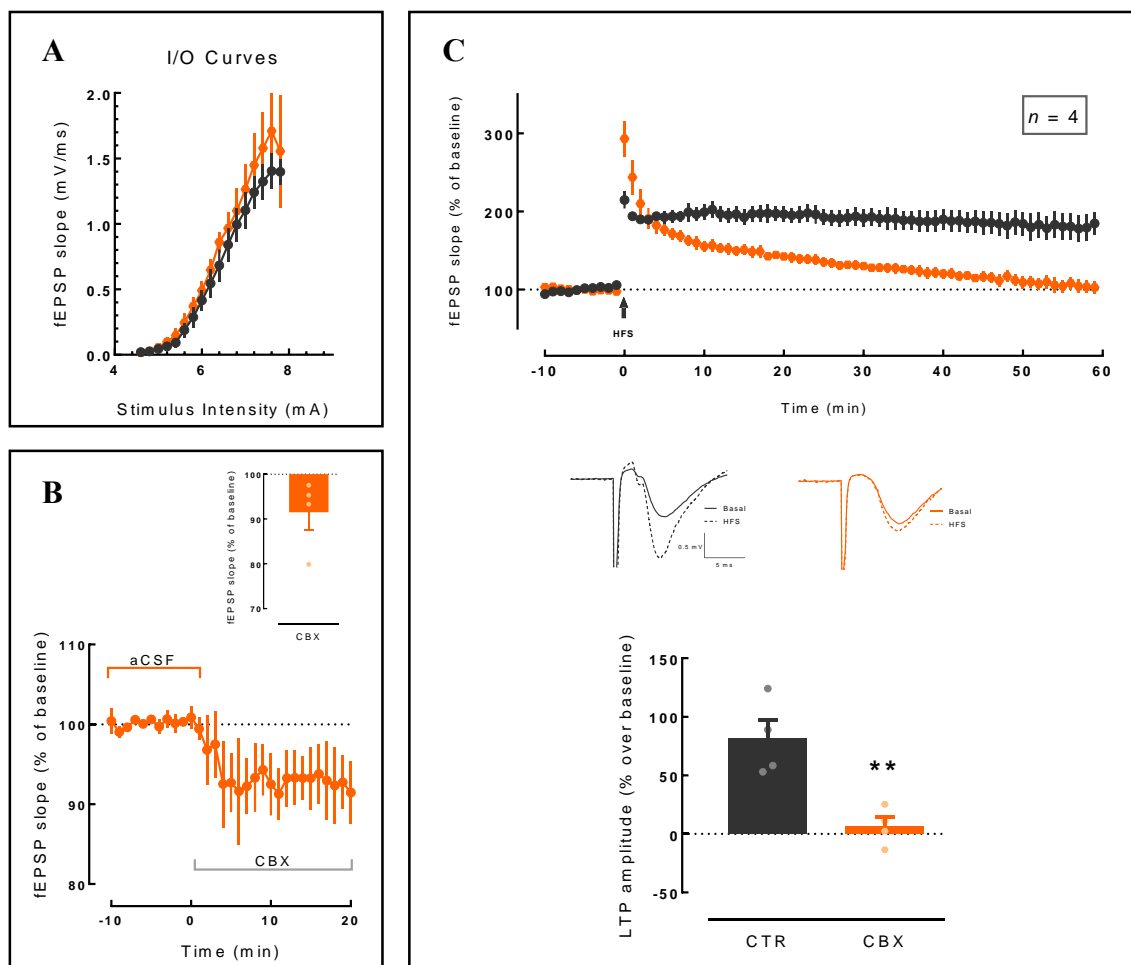 A
I/O Curves
fEPSP slope (mV/ms)
2.0
1.5
1.0
0.5
0.0
4
6
8
Stimulus Intensity (mA)
B
fEPSP slope (% of baseline)
100
90
80
70
CBX
fEPSP slope (% of baseline)
110
100
90
80
aCSF
CBX
-10
0
10
20
Time (min)
C
n = 4
fEPSP slope (% of baseline)
300
200
100
HFS
-10
0
10
20
30
40
50
60
Time (min)
Basal
HFS
0.5 mV
5 ms
Basal
HFS
LTP amplitude (% over baseline)
150
100
50
0
-50
**
CTR
CBX